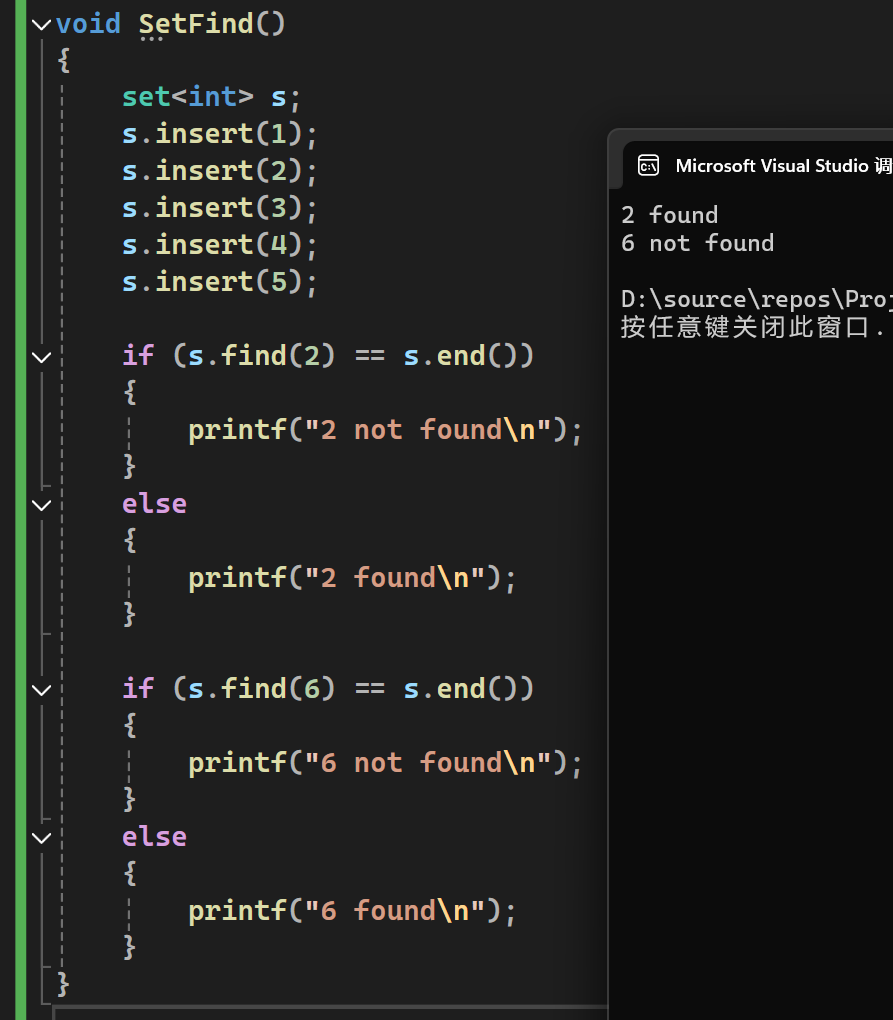 void SetFind()
{
set<int> s;
s.insert(1);
s.insert(2);
s.insert(3);
s.insert(4);
s.insert(5);
if (s.find(2) == s.end())
{
printf("2 not found\n");
}
else
{
printf("2 found\n");
}
if (s.find(6) == s.end())
{
printf("6 not found\n");
}
else
{
printf("6 found\n");
}
}
Microsoft Visual Studio 调
2 found
6 not found
D:\source\repos\Proj
按任意键关闭此窗口.